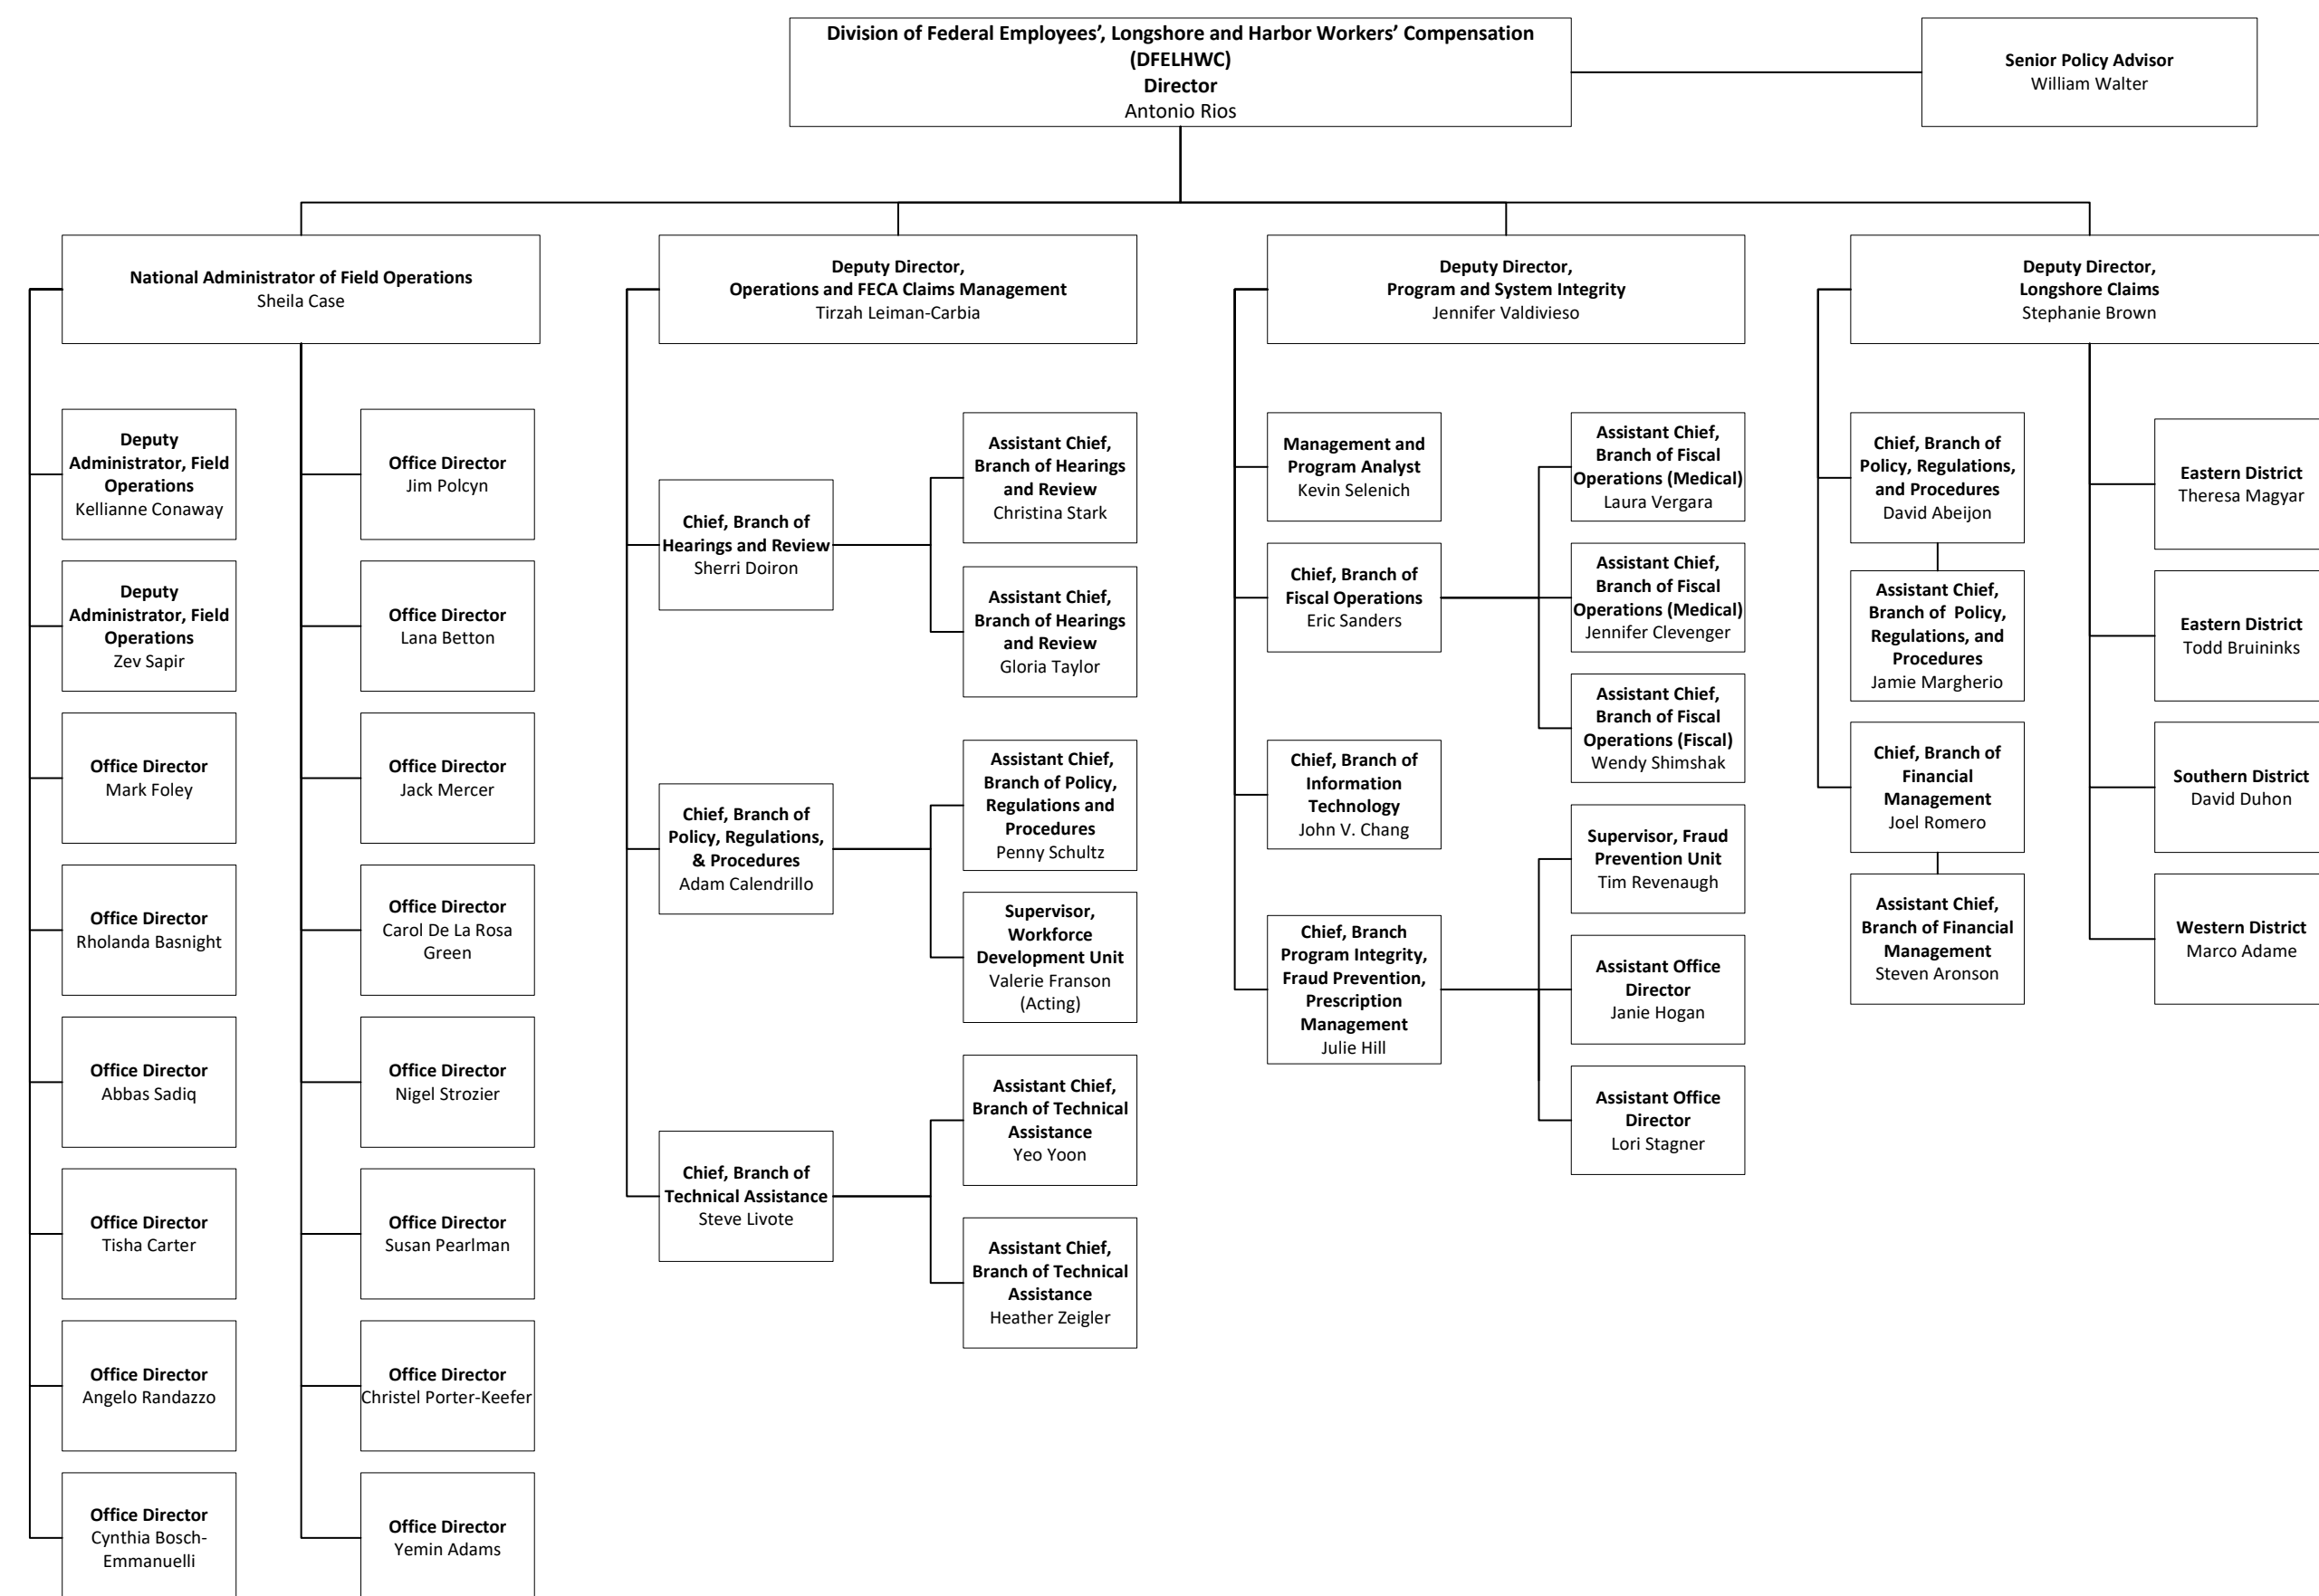 Division of Federal Employees’, Longshore and Harbor Workers’ Compensation
(DFELHWC)
Director
Antonio Rios
Senior Policy Advisor
William Walter
National Administrator of Field Operations
Sheila Case
Deputy
Administrator, Field
Operations
Kellianne Conaway
Deputy
Administrator, Field
Operations
Zev Sapir
Office Director
Mark Foley
Office Director
Rholanda Basnight
Office Director
Abbas Sadiq
Office Director
Tisha Carter
Office Director
Angelo Randazzo
Office Director
Cynthia Bosch-
Emmanuelli
Office Director
Jim Polcyn
Office Director
Lana Betton
Office Director
Jack Mercer
Office Director
Carol De La Rosa
Green
Office Director
Nigel Strozier
Office Director
Susan Pearlman
Office Director
Christel Porter-Keefer
Office Director
Yemin Adams
Deputy Director,
Operations and FECA Claims Management
Tirzah Leiman-Carbia
Chief, Branch of
Hearings and Review
Sherri Doiron
Assistant Chief,
Branch of Hearings
and Review
Christina Stark
Assistant Chief,
Branch of Hearings
and Review
Gloria Taylor
Chief, Branch of
Policy, Regulations,
& Procedures
Adam Calendrillo
Assistant Chief,
Branch of Policy,
Regulations and
Procedures
Penny Schultz
Supervisor,
Workforce
Development Unit
Valerie Franson
(Acting)
Chief, Branch of
Technical Assistance
Steve Livote
Assistant Chief,
Branch of Technical
Assistance
Yeo Yoon
Assistant Chief,
Branch of Technical
Assistance
Heather Zeigler
Deputy Director,
Program and System Integrity
Jennifer Valdivieso
Management and
Program Analyst
Kevin Selenich
Chief, Branch of
Fiscal Operations
Eric Sanders
Assistant Chief,
Branch of Fiscal
Operations (Medical)
Laura Vergara
Assistant Chief,
Branch of Fiscal
Operations (Medical)
Jennifer Clevenger
Assistant Chief,
Branch of Fiscal
Operations (Fiscal)
Wendy Shimshak
Chief, Branch of
Information
Technology
John V. Chang
Chief, Branch
Program Integrity,
Fraud Prevention,
Prescription
Management
Julie Hill
Supervisor, Fraud
Prevention Unit
Tim Revenaugh
Assistant Office
Director
Janie Hogan
Assistant Office
Director
Lori Stagner
Deputy Director,
Longshore Claims
Stephanie Brown
Chief, Branch of
Policy, Regulations,
and Procedures
David Abeijon
Assistant Chief,
Branch of  Policy,
Regulations, and
Procedures
Jamie Margherio
Chief, Branch of
Financial
Management
Joel Romero
Assistant Chief,
Branch of Financial
Management
Steven Aronson
Eastern District
Theresa Magyar
Eastern District
Todd Bruininks
Southern District
David Duhon
Western District
Marco Adame